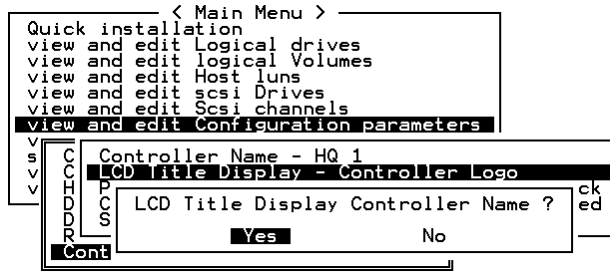 < Main Menu >
Quick installation
view and edit Logical drives
view and edit logical Volumes
view and edit Host luns
view and edit scsi Drives
view and edit Scsi channels
view and edit Configuration parameters
v
s C Controller Name - HQ 1
v C LCD Title Display - Controller Logo
v H P ck
D C LCD Title Display Controller Name ? ed
D S
R Yes No
Cont